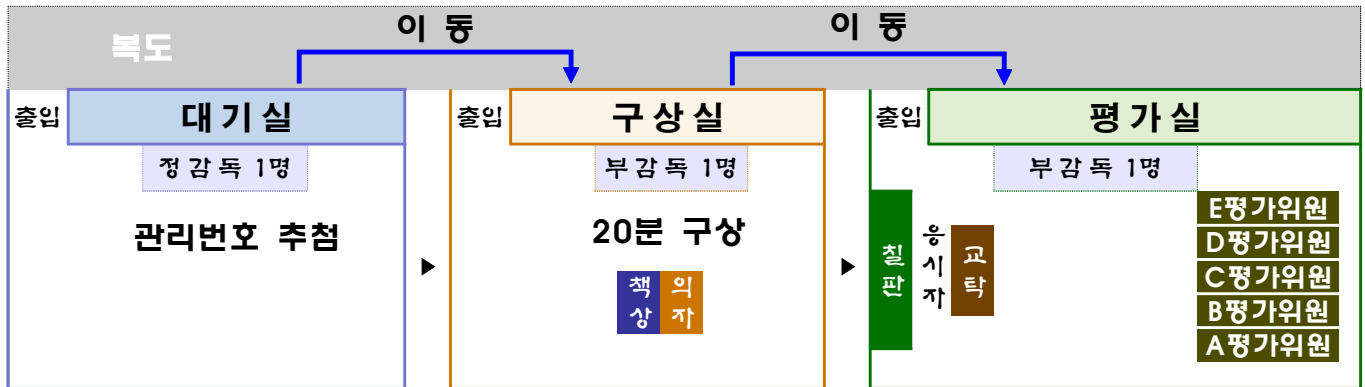 이 동
이 동
복도
출입
대기실
출입
구상실
출입
평가실
정감독 1명
부감독 1명
부감독 1명
관리번호 추첨
20분 구상
책상
의자
칠판
응시자
교탁
E평가위원
D평가위원
C평가위원
B평가위원
A평가위원